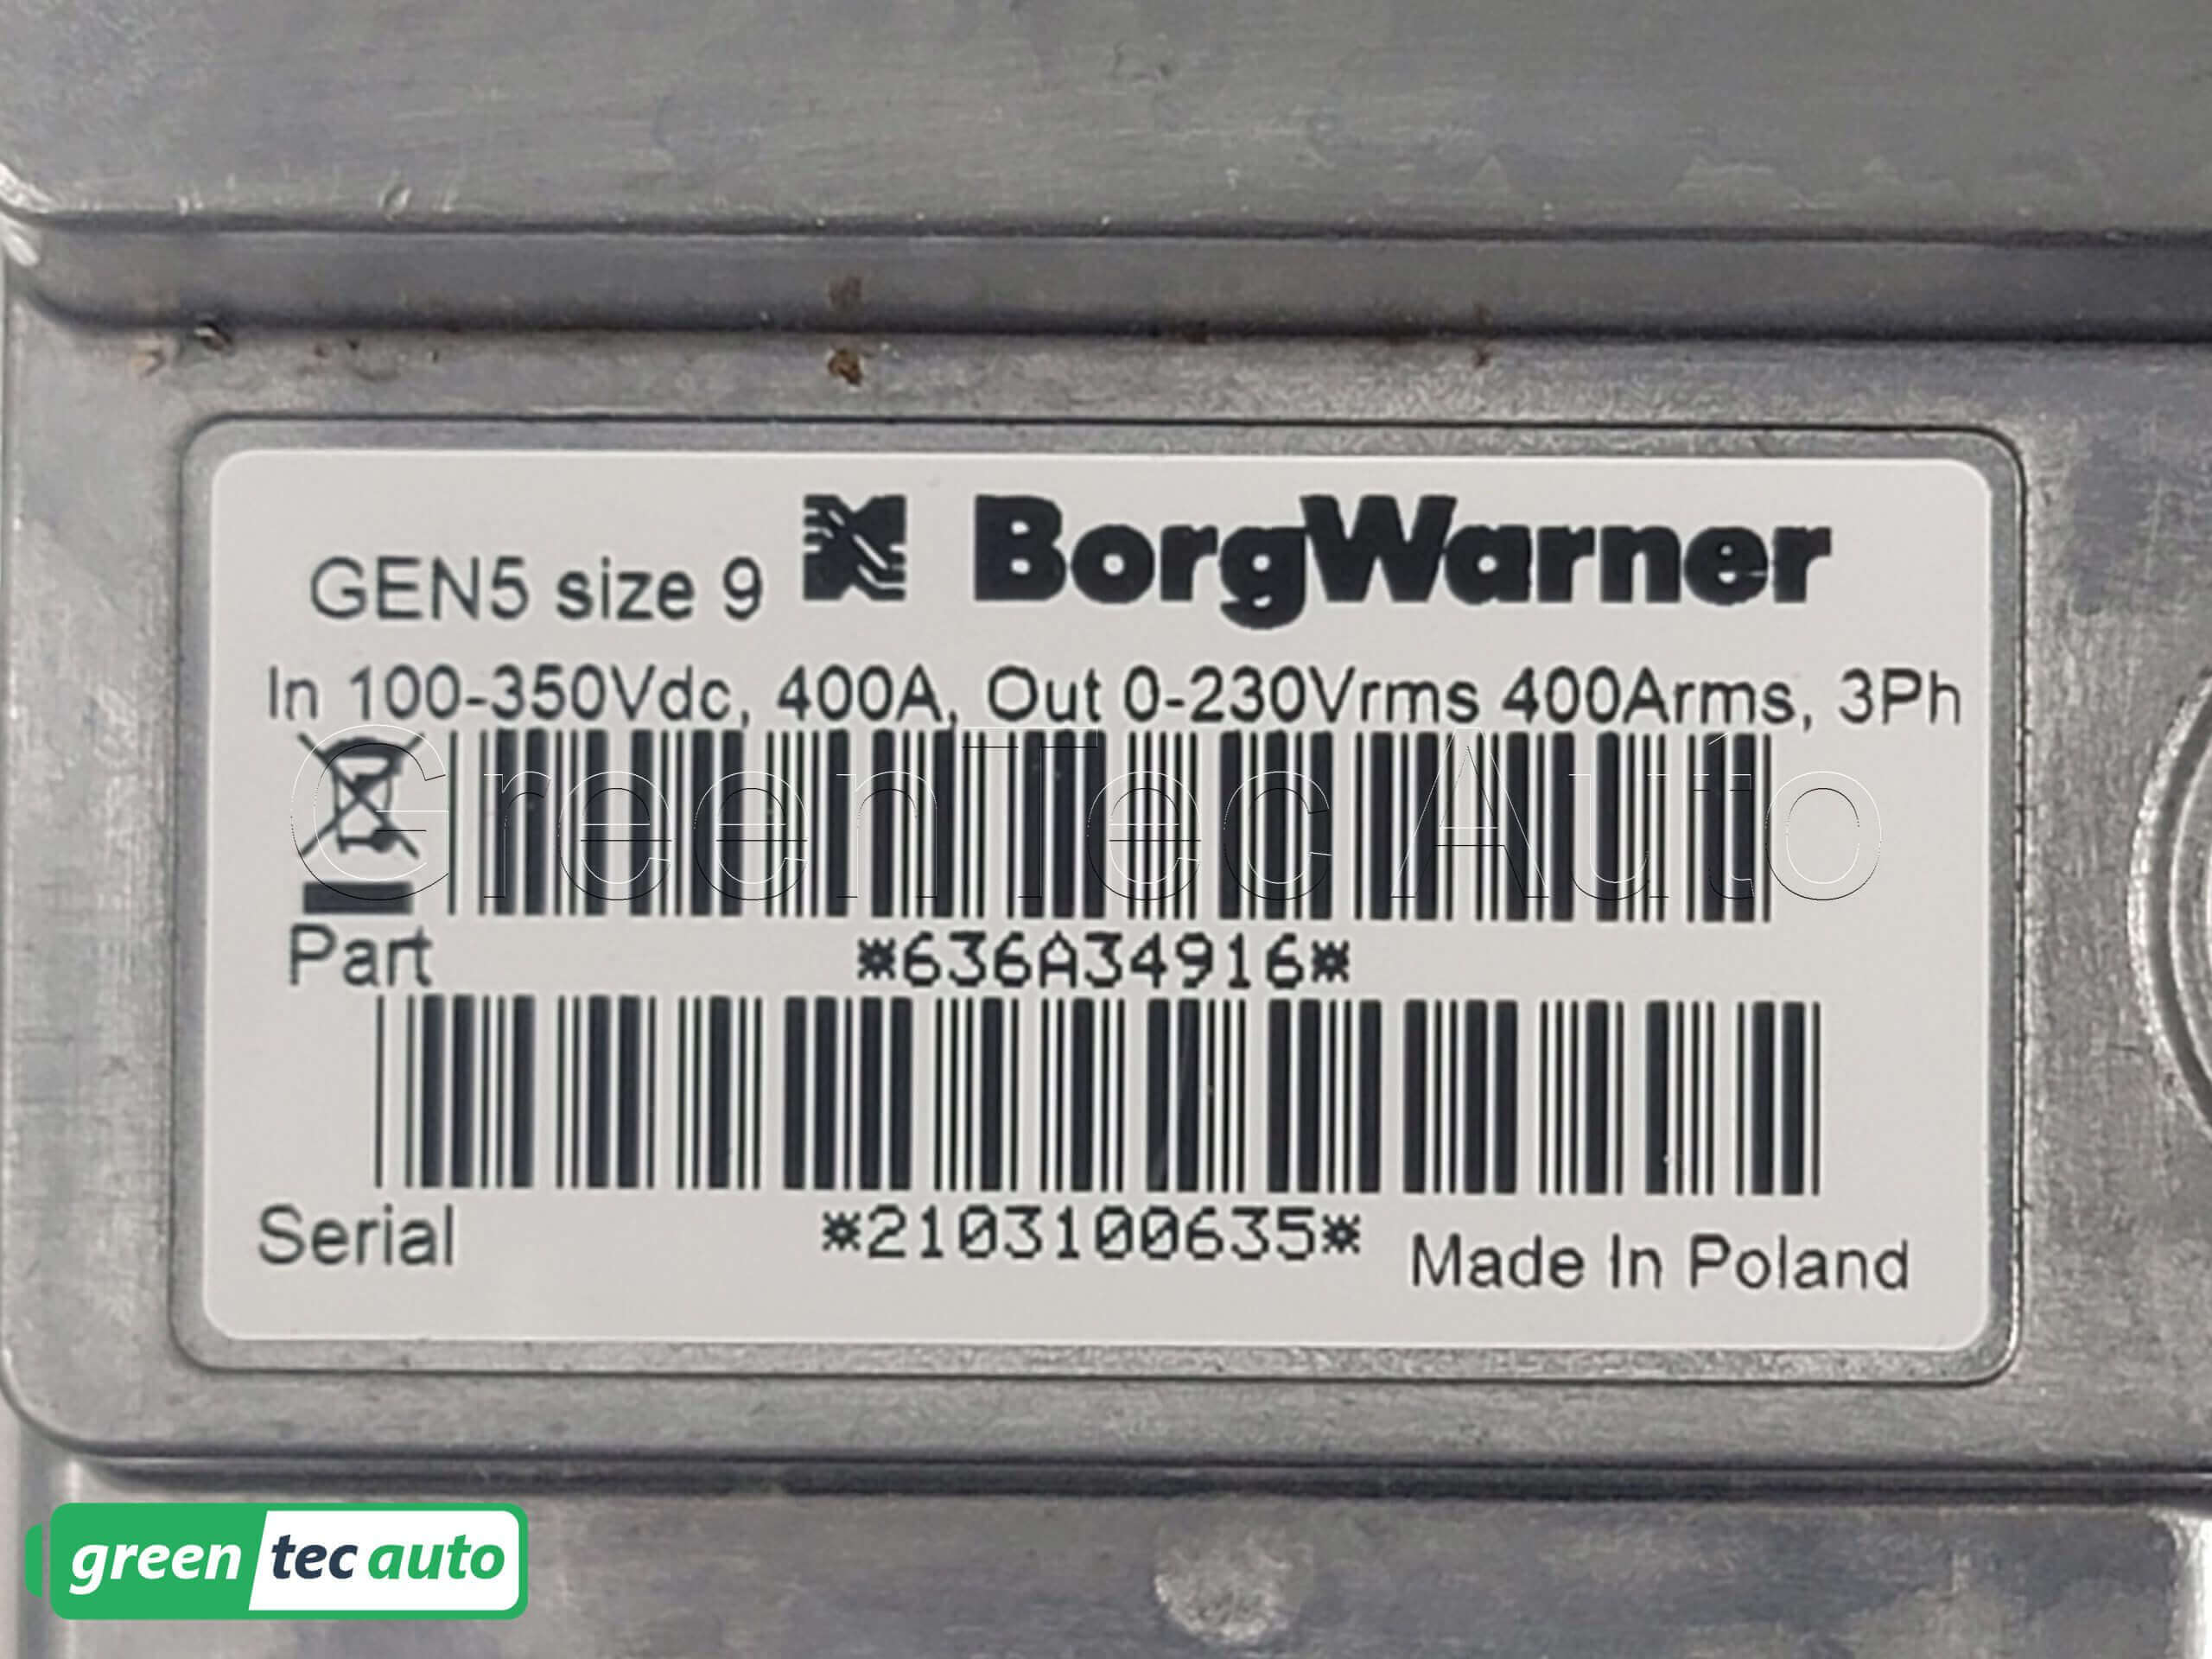 GEN5 size 9 BorgWarner
In 100-350Vdc, 400A, Out 0-230Vrms 400Arms, 3Ph
GreenTec Auto
Part *636A34916*
Serial *2103100635* Made In Poland
green tec auto